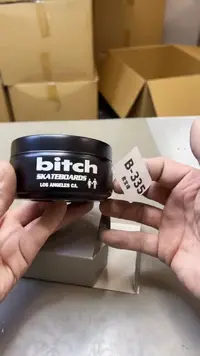 bitch
SKATEBOARDS
LOS ANGELES CA.
B-335